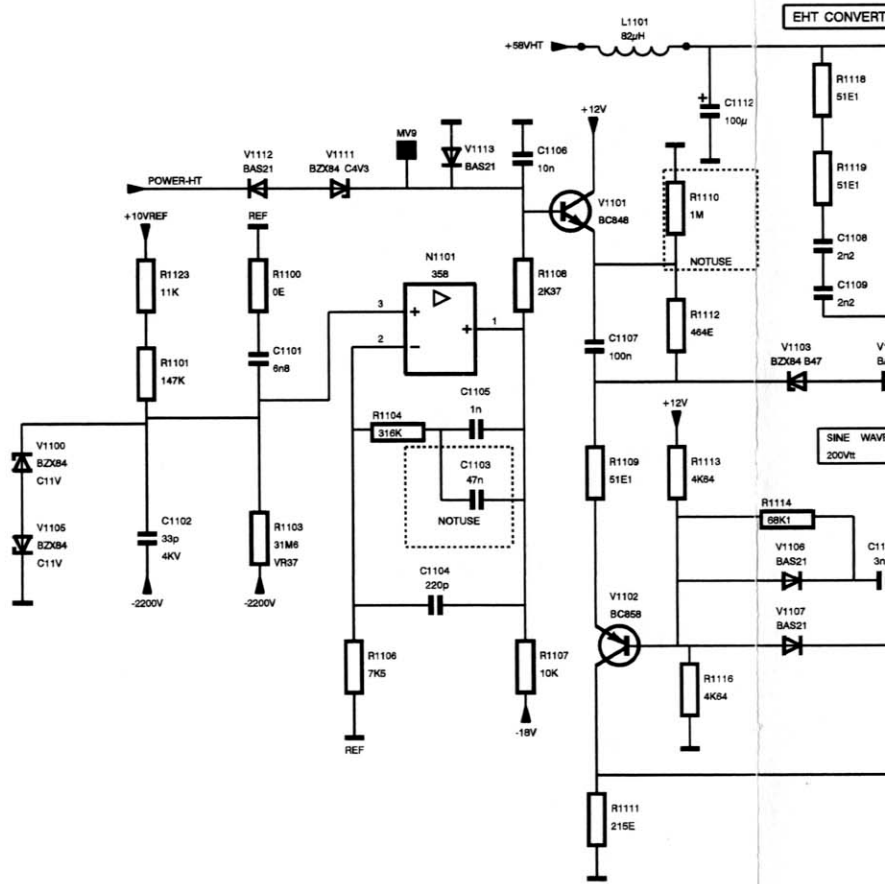 EHT CONVERT
L1101
82µH
+58VHT
R1118
51E1
+
C1112
100µ
+12V
MV9
V1113
BAS21
C1106
10n
V1112
BAS21
V1111
BZX84 C4V3
POWER-HT
R1119
51E1
R1110
1M
V1101
BC848
NOTUSE
+10VREF
REF
C1108
2n2
C1109
2n2
N1101
358
R1123
11K
R1100
0E
R1108
2K37
3
+
2
-
+
1
R1112
464E
C1107
100n
R1101
147K
C1101
6n8
V1103
BZX84 B47
C1105
1n
R1104
316K
+12V
SINE WAVE
200Vtt
V1100
BZX84
C11V
C1103
47n
NOTUSE
R1109
51E1
R1113
4K64
R1114
68K1
V1105
BZX84
C11V
C1102
33p
4KV
R1103
31M6
VR37
V1106
BAS21
C11
3n
C1104
220p
-2200V
-2200V
V1102
BC858
V1107
BAS21
R1106
7K5
R1107
10K
R1116
4K64
-18V
REF
R1111
215E